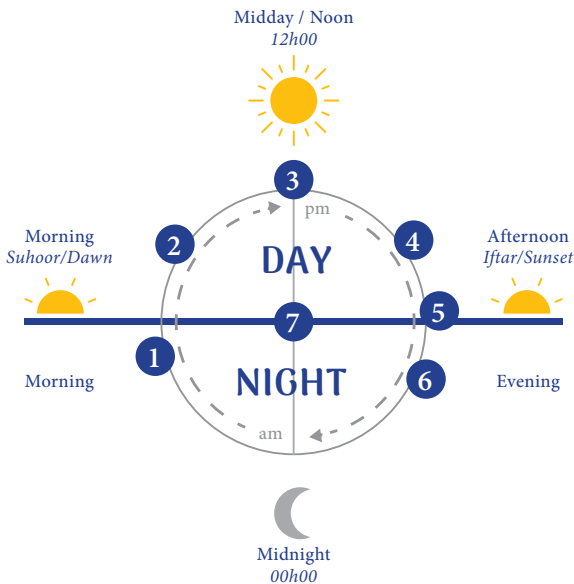 Midday / Noon
12h00
3
pm
2
4
Morning
Suhoor/Dawn
DAY
Afternoon
Iftar/Sunset
5
7
1
Morning
NIGHT
6
Evening
am
Midnight
00h00